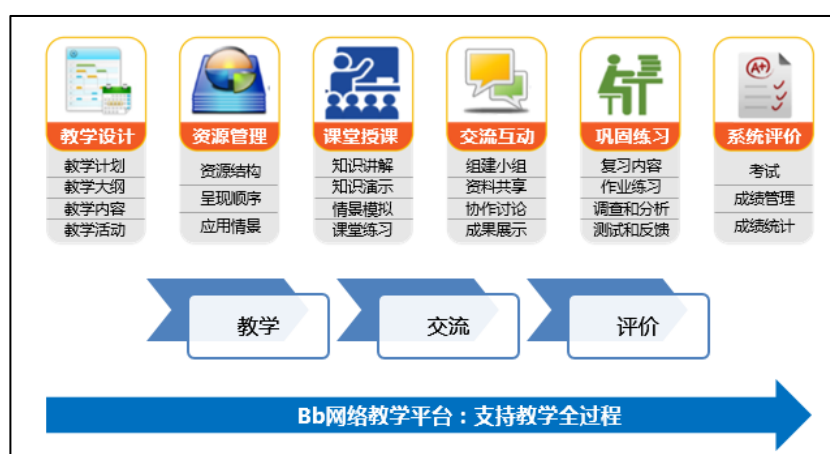 A+
教学设计
教学计划
教学大纲
教学内容
教学活动
资源管理
资源结构
呈现顺序
应用情景
课堂授课
知识讲解
知识演示
情景模拟
课堂练习
交流互动
组建小组
资料共享
协作讨论
成果展示
巩固练习
复习内容
作业练习
调查和分析
测试和反馈
系统评价
考试
成绩管理
成绩统计
教学
交流
评价
Bb网络教学平台：支持教学全过程